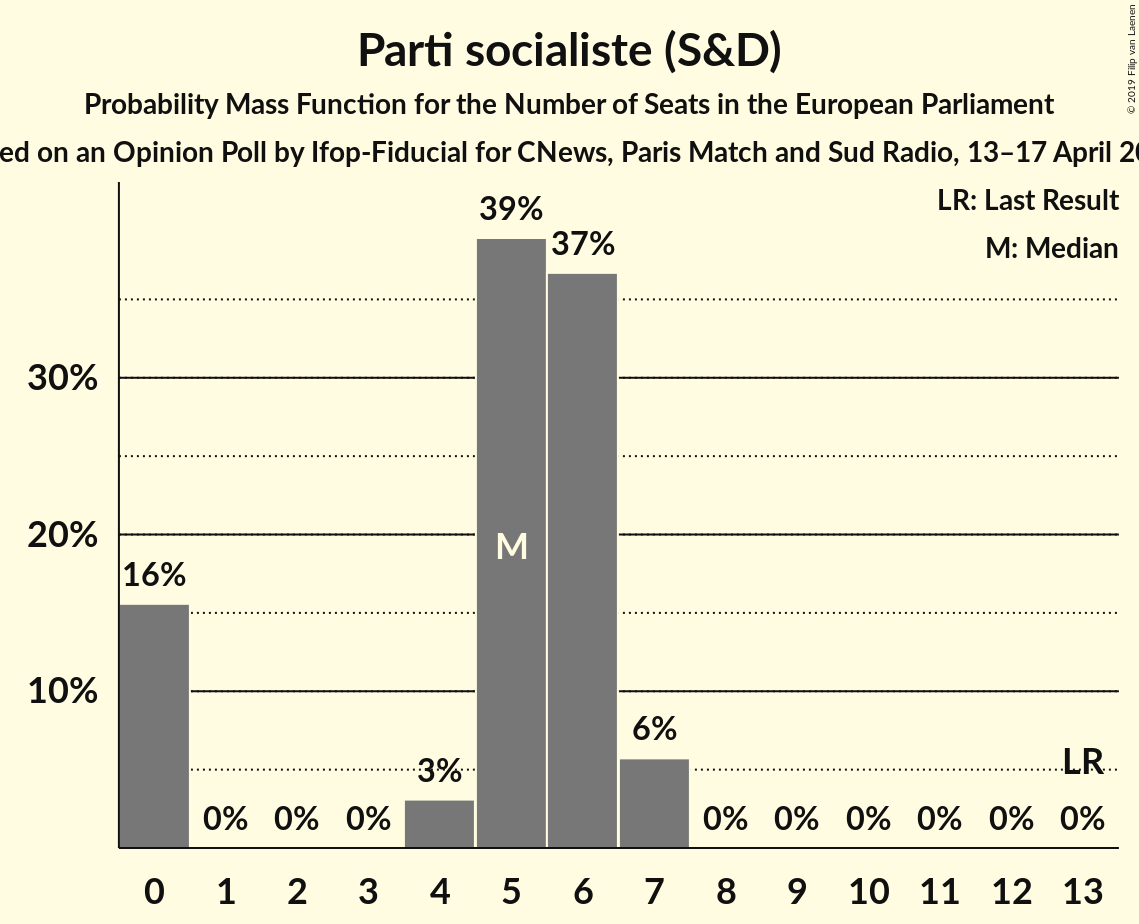 Parti socialiste (S&D)
Probability Mass Function for the Number of Seats in the European Parliament
ed on an Opinion Poll by Ifop-Fiducial for CNews, Paris Match and Sud Radio, 13–17 April 20
© 2019 Filip van Laenen
LR: Last Result
M: Median
39%
37%
30%
20%
M
16%
10%
6%
3%
LR
0% 0% 0% 0% 0% 0% 0% 0% 0%
0 1 2 3 4 5 6 7 8 9 10 11 12 13